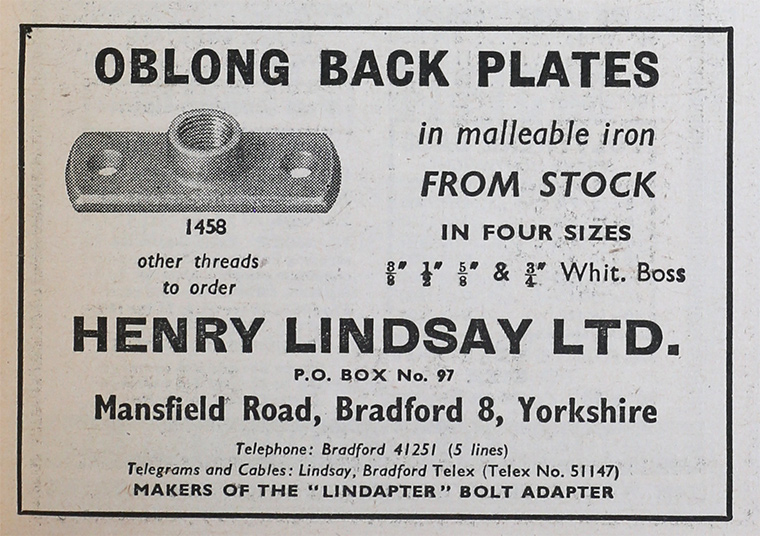 OBLONG BACK PLATES
in malleable iron
FROM STOCK
1458
IN FOUR SIZES
other threads
to order
3/8" 1/2" 5/8" & 3/4" Whit. Boss
HENRY LINDSAY LTD.
P.O. BOX No. 97
Mansfield Road, Bradford 8, Yorkshire
Telephone: Bradford 41251 (5 lines)
Telegrams and Cables: Lindsay, Bradford Telex (Telex No. 51147)
MAKERS OF THE "LINDAPTER" BOLT ADAPTER